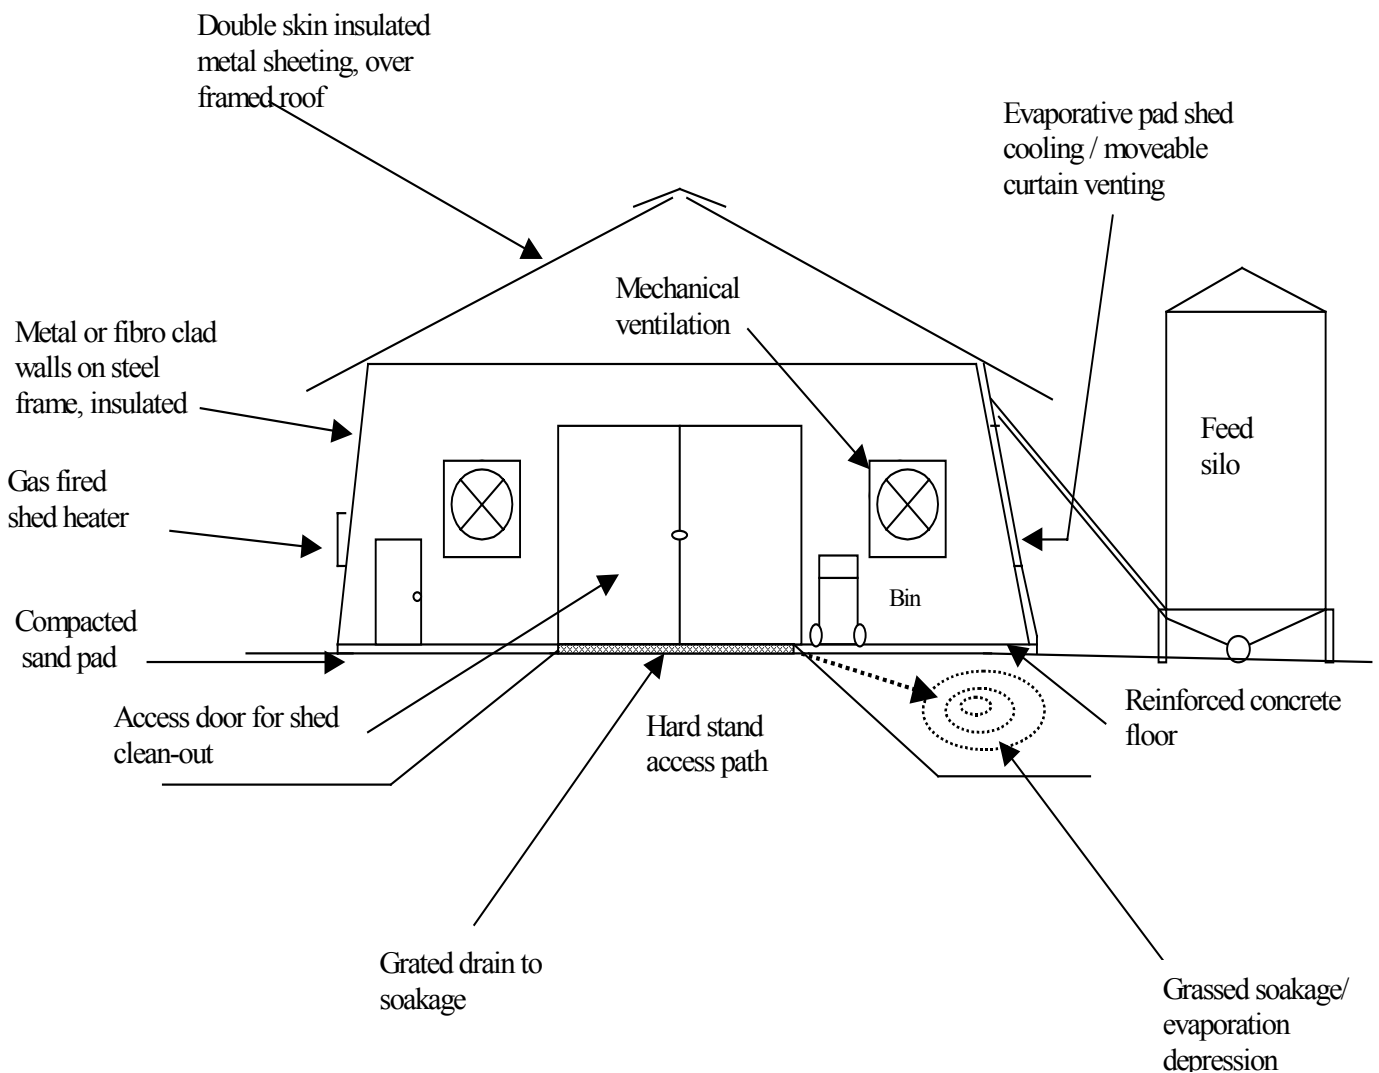 Double skin insulated
metal sheeting, over
framed roof
Evaporative pad shed
cooling / moveable
curtain venting
Mechanical
ventilation
Metal or fibro clad
walls on steel
frame, insulated
Feed
silo
Gas fired
shed heater
Bin
Compacted
sand pad
Access door for shed
clean-out
Hard stand
access path
Reinforced concrete
floor
Grated drain to
soakage
Grassed soakage/
evaporation
depression